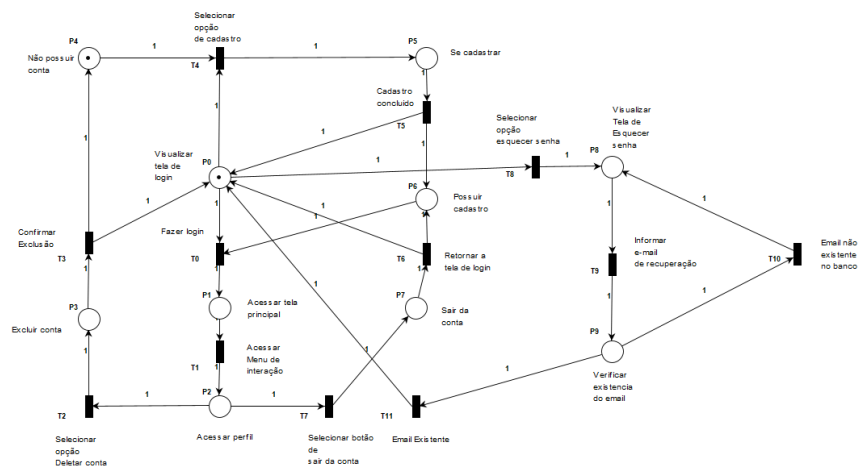 Selecionar
opção
de cadastro
P4
1
1
P5
Não possuir
conta
T4
Se cadastrar
1
1
Cadastro
concluido
T5
1
1
1
1
Selecionar
opção
esquecer senha
Visualizar
Tela de
Esquecer
senha
P8
1
T8
Visualizar
tela de
login
P0
1
1
1
P6
Possuir
cadastro
1
1
1
1
1
Confirmar
Exclusão
T3
Fazer login
T0
T6
Retornar a
tela de login
Informar
e-mail
de recuperação
T9
T10
Email não
existente
no banco
1
1
1
1
1
P3
Excluir conta
P1
Acessar tela
principal
P7
Sair da
conta
1
1
P9
1
T1
Acessar
Menu de
interação
1
1
Verificar
existencia
do email
1
P2
1
T2
T7
T11
Selecionar
opção
Deletar conta
Acessar perfil
Selecionar botão
de
sair da conta
Email Existente